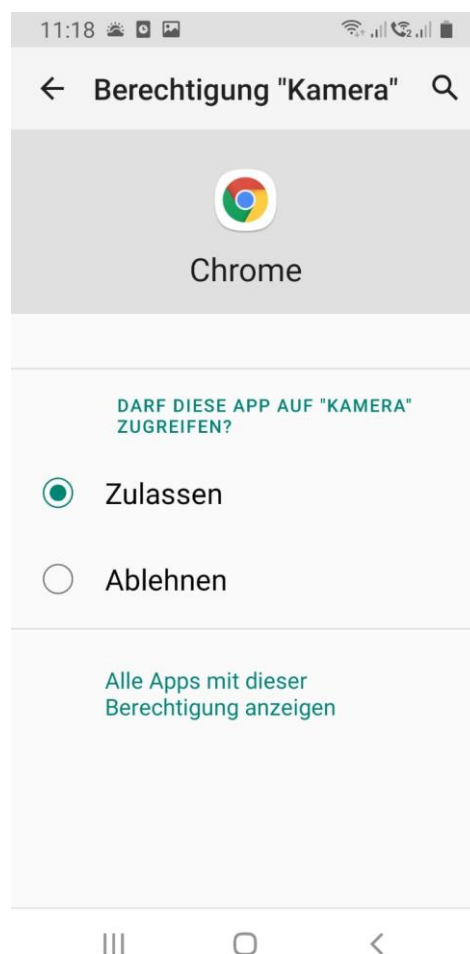 11:18
Berechtigung "Kamera"
Chrome
DARF DIESE APP AUF "KAMERA"
ZUGREIFEN?
Zulassen
Ablehnen
Alle Apps mit dieser
Berechtigung anzeigen